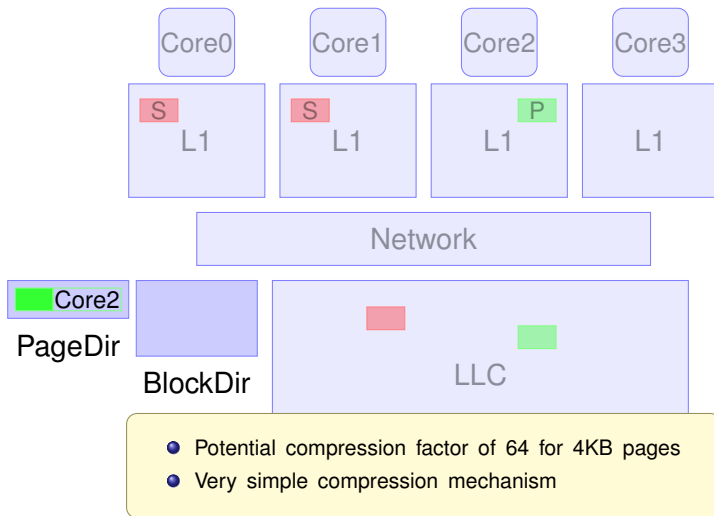 Core0 Core1 Core2 Core3
S S P
L1 L1 L1 L1
Network
Core2
PageDir
BlockDir
LLC
Potential compression factor of 64 for 4KB pages
Very simple compression mechanism